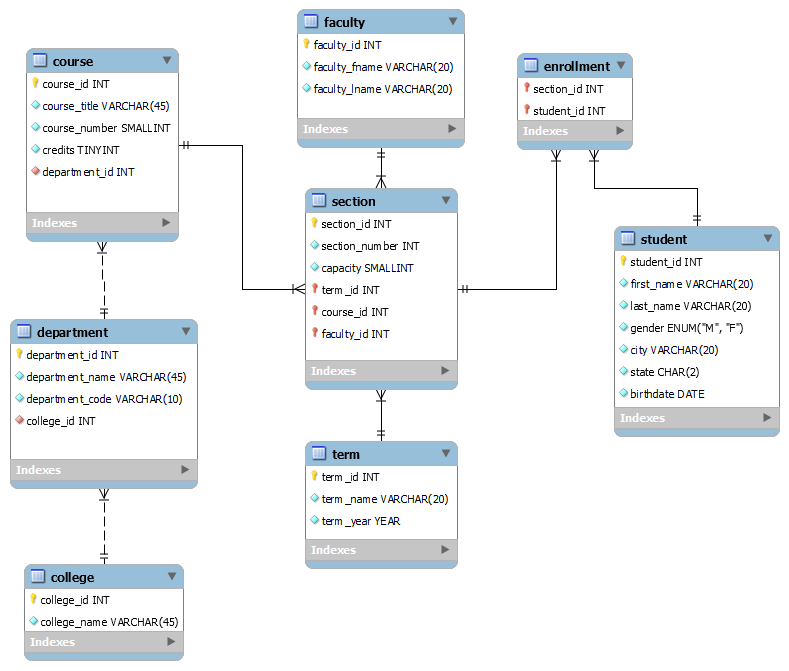 course
course_id INT
course_title VARCHAR(45)
course_number SMALLINT
credits TINYINT
department_id INT
Indexes
faculty
faculty_id INT
faculty_fname VARCHAR(20)
faculty_lname VARCHAR(20)
Indexes
enrollment
section_id INT
student_id INT
Indexes
section
section_id INT
section_number INT
capacity SMALLINT
term_id INT
course_id INT
faculty_id INT
Indexes
student
student_id INT
first_name VARCHAR(20)
last_name VARCHAR(20)
gender ENUM("M", "F")
city VARCHAR(20)
state CHAR(2)
birthdate DATE
Indexes
department
department_id INT
department_name VARCHAR(45)
department_code VARCHAR(10)
college_id INT
Indexes
term
term_id INT
term_name VARCHAR(20)
term_year YEAR
Indexes
college
college_id INT
college_name VARCHAR(45)
Indexes